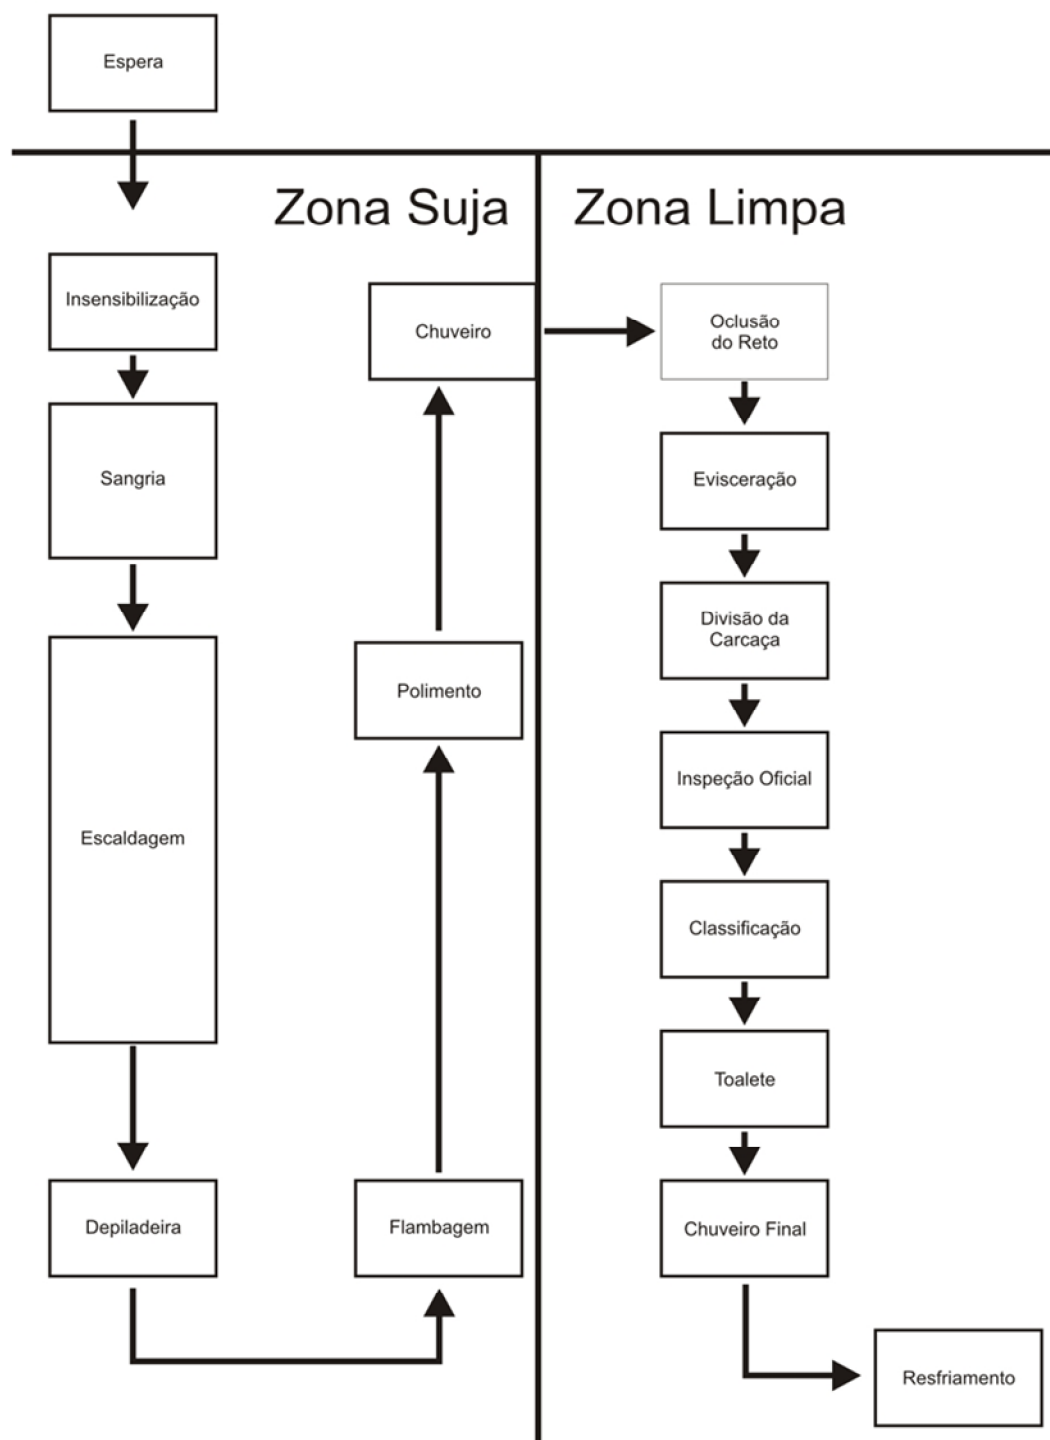 Espera
Zona Suja
Insensibilização
Sangria
Escaldagem
Depiladeira
Flambagem
Polimento
Chuveiro
Zona Limpa
Oclusão
do Reto
Evisceração
Divisão da
Carcaça
Inspeção Oficial
Classificação
Toalete
Chuveiro Final
Resfriamento